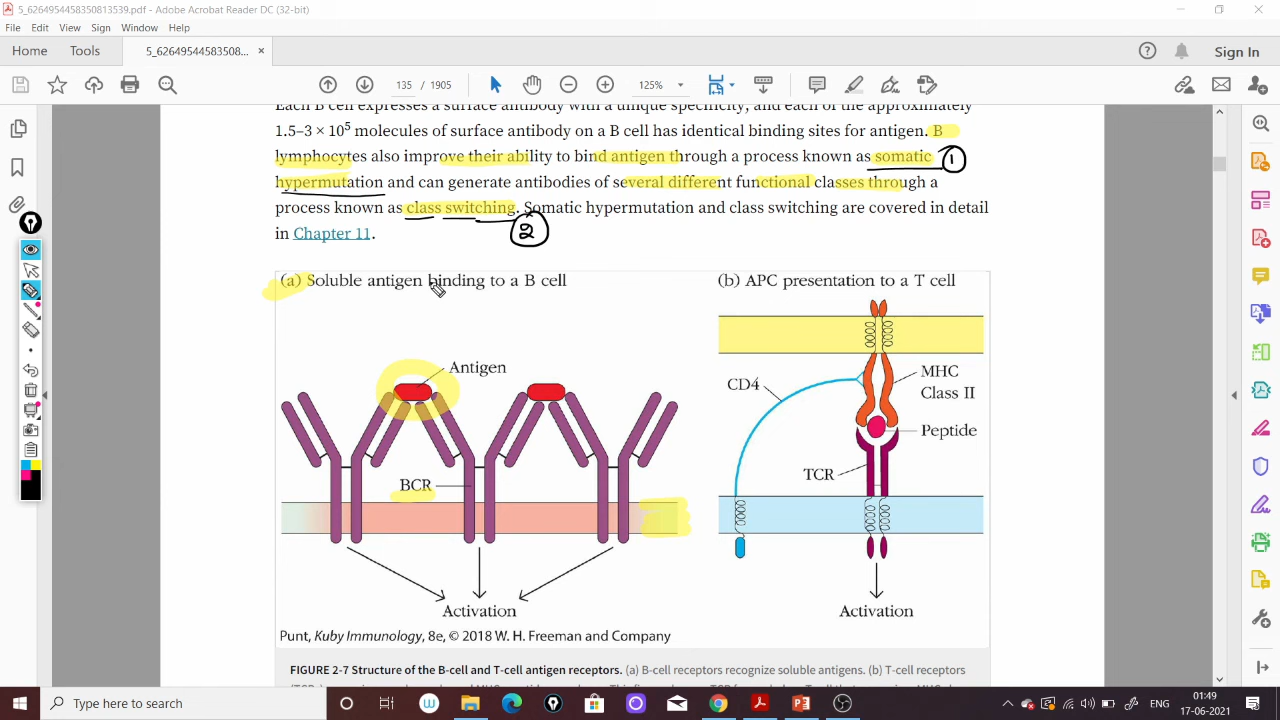 5_6264954458350813539.pdf - Adobe Acrobat Reader DC (32-bit)
File Edit View Sign Window Help
Home Tools 5_62649544583508... × Sign In
135 / 1905 125%
Each B cell expresses a surface antibody with a unique specificity, and each of the approximately
1.5–3 × 10⁵ molecules of surface antibody on a B cell has identical binding sites for antigen. B
lymphocytes also improve their ability to bind antigen through a process known as somatic
1
hypermutation and can generate antibodies of several different functional classes through a
process known as class switching. Somatic hypermutation and class switching are covered in detail
2
in Chapter 11.
(a) Soluble antigen binding to a B cell
(b) APC presentation to a T cell
Antigen
BCR
Activation
CD4
MHC
Class II
Peptide
TCR
Activation
Punt, Kuby Immunology, 8e, © 2018 W. H. Freeman and Company
FIGURE 2-7 Structure of the B-cell and T-cell antigen receptors. (a) B-cell receptors recognize soluble antigens. (b) T-cell receptors
Type here to search
ENG
01:49
17-06-2021